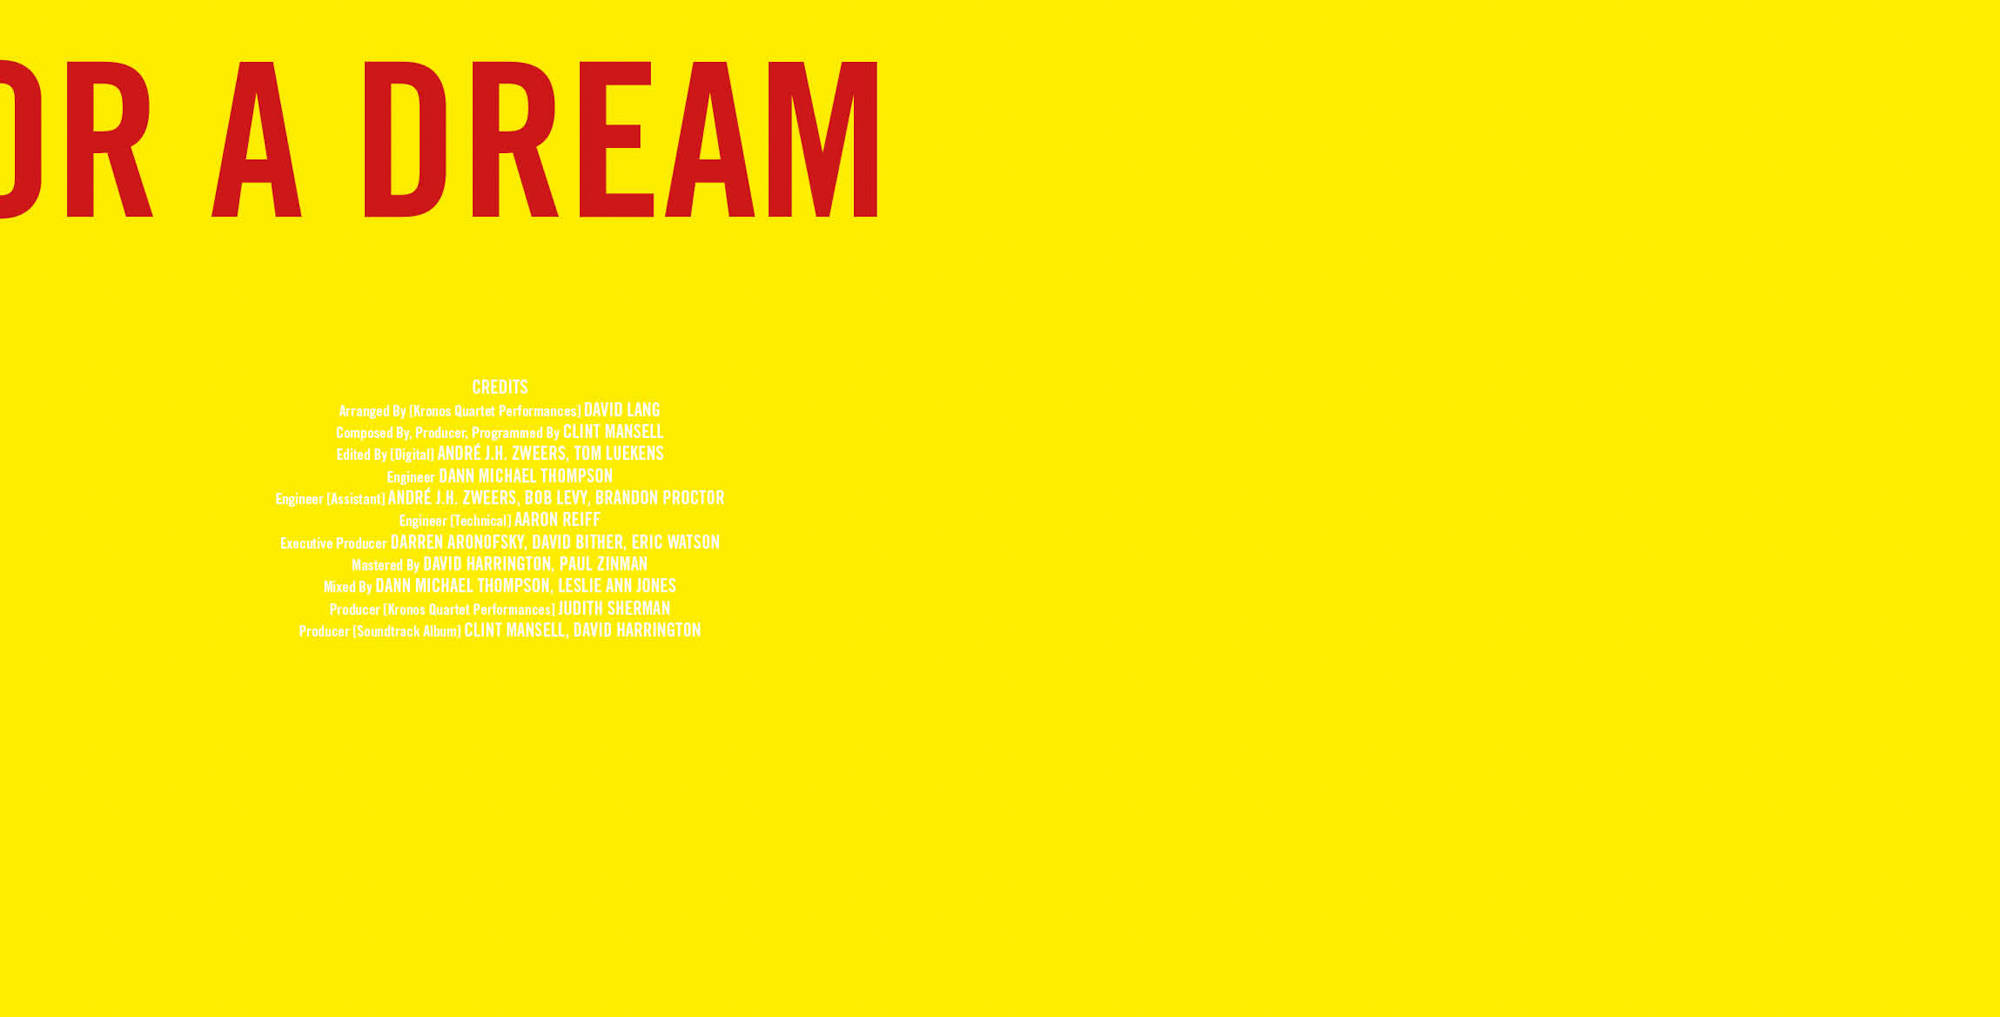 OR A DREAM
CREDITS
Arranged By [Kronos Quartet Performances] DAVID LANG
Composed By, Producer, Programmed By CLINT MANSELL
Edited By [Digital] ANDRÉ J.H. ZWEERS, TOM LUEKENS
Engineer DANN MICHAEL THOMPSON
Engineer [Assistant] ANDRÉ J.H. ZWEERS, BOB LEVY, BRANDON PROCTOR
Engineer [Technical] AARON REIFF
Executive Producer DARREN ARONOFSKY, DAVID BITHER, ERIC WATSON
Mastered By DAVID HARRINGTON, PAUL ZINMAN
Mixed By DANN MICHAEL THOMPSON, LESLIE ANN JONES
Producer [Kronos Quartet Performances] JUDITH SHERMAN
Producer [Soundtrack Album] CLINT MANSELL, DAVID HARRINGTON